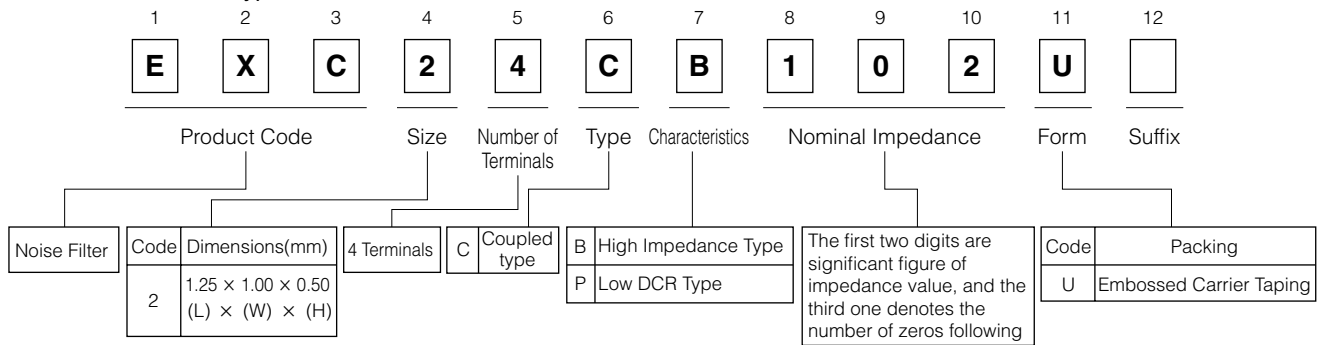 1 2 3 4 5 6 7 8 9 10 11 12
E X C 2 4 C B 1 0 2 U
Product Code Size Number of Terminals Type Characteristics Nominal Impedance Form Suffix
Noise Filter
Code Dimensions(mm)
2 1.25 × 1.00 × 0.50
(L) × (W) × (H)
4 Terminals
C Coupled
type
B High Impedance Type
P Low DCR Type
The first two digits are
significant figure of
impedance value, and the
third one denotes the
number of zeros following
Code Packing
U Embossed Carrier Taping